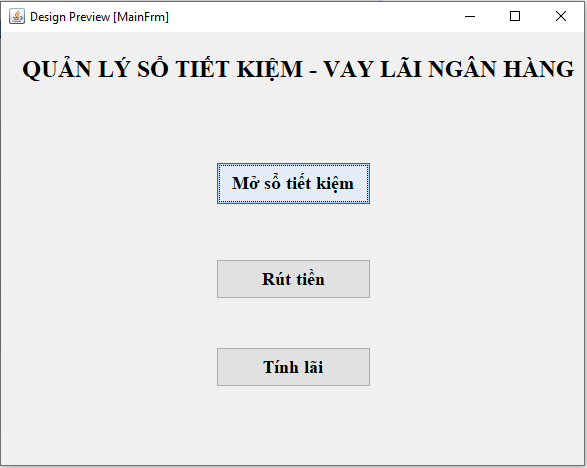 Design Preview [MainFrm]
QUẢN LÝ SỔ TIẾT KIỆM - VAY LÃI NGÂN HÀNG
Mở sổ tiết kiệm
Rút tiền
Tính lãi